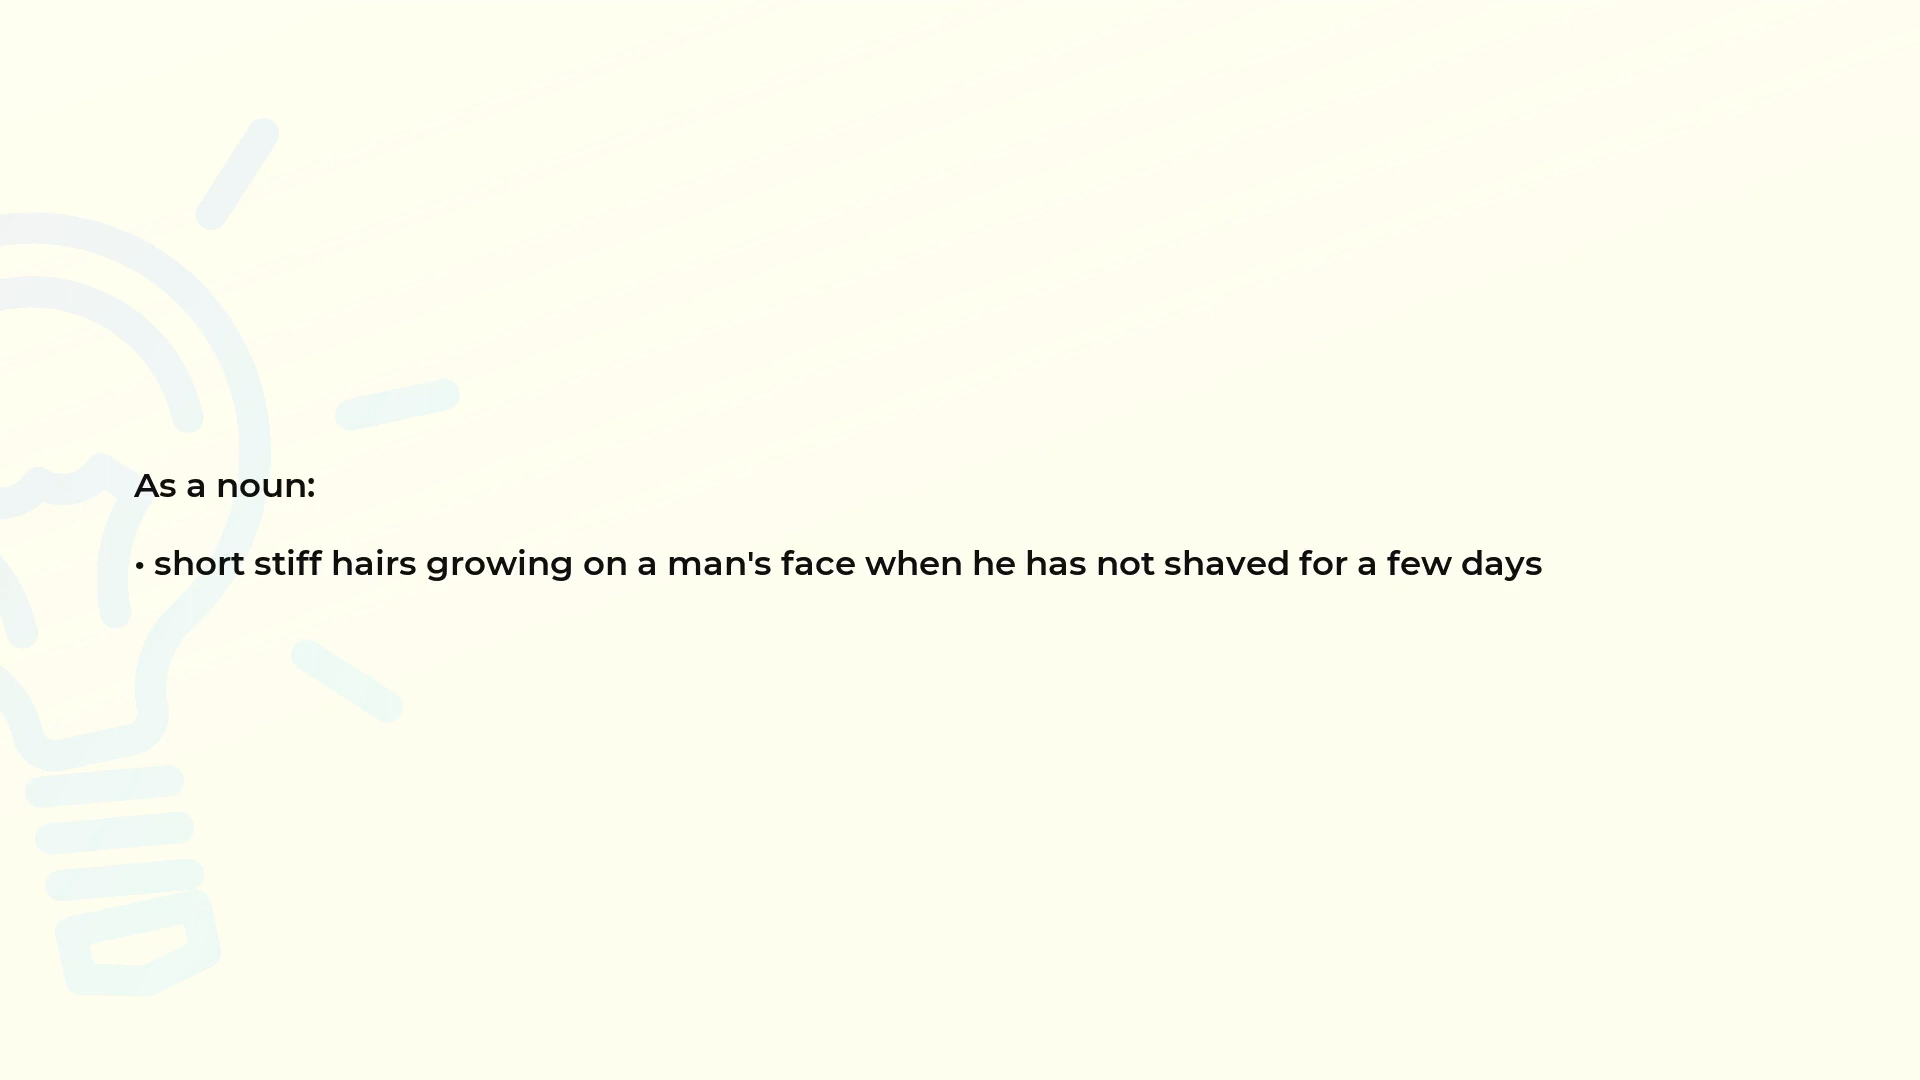 As a noun:
• short stiff hairs growing on a man's face when he has not shaved for a few days